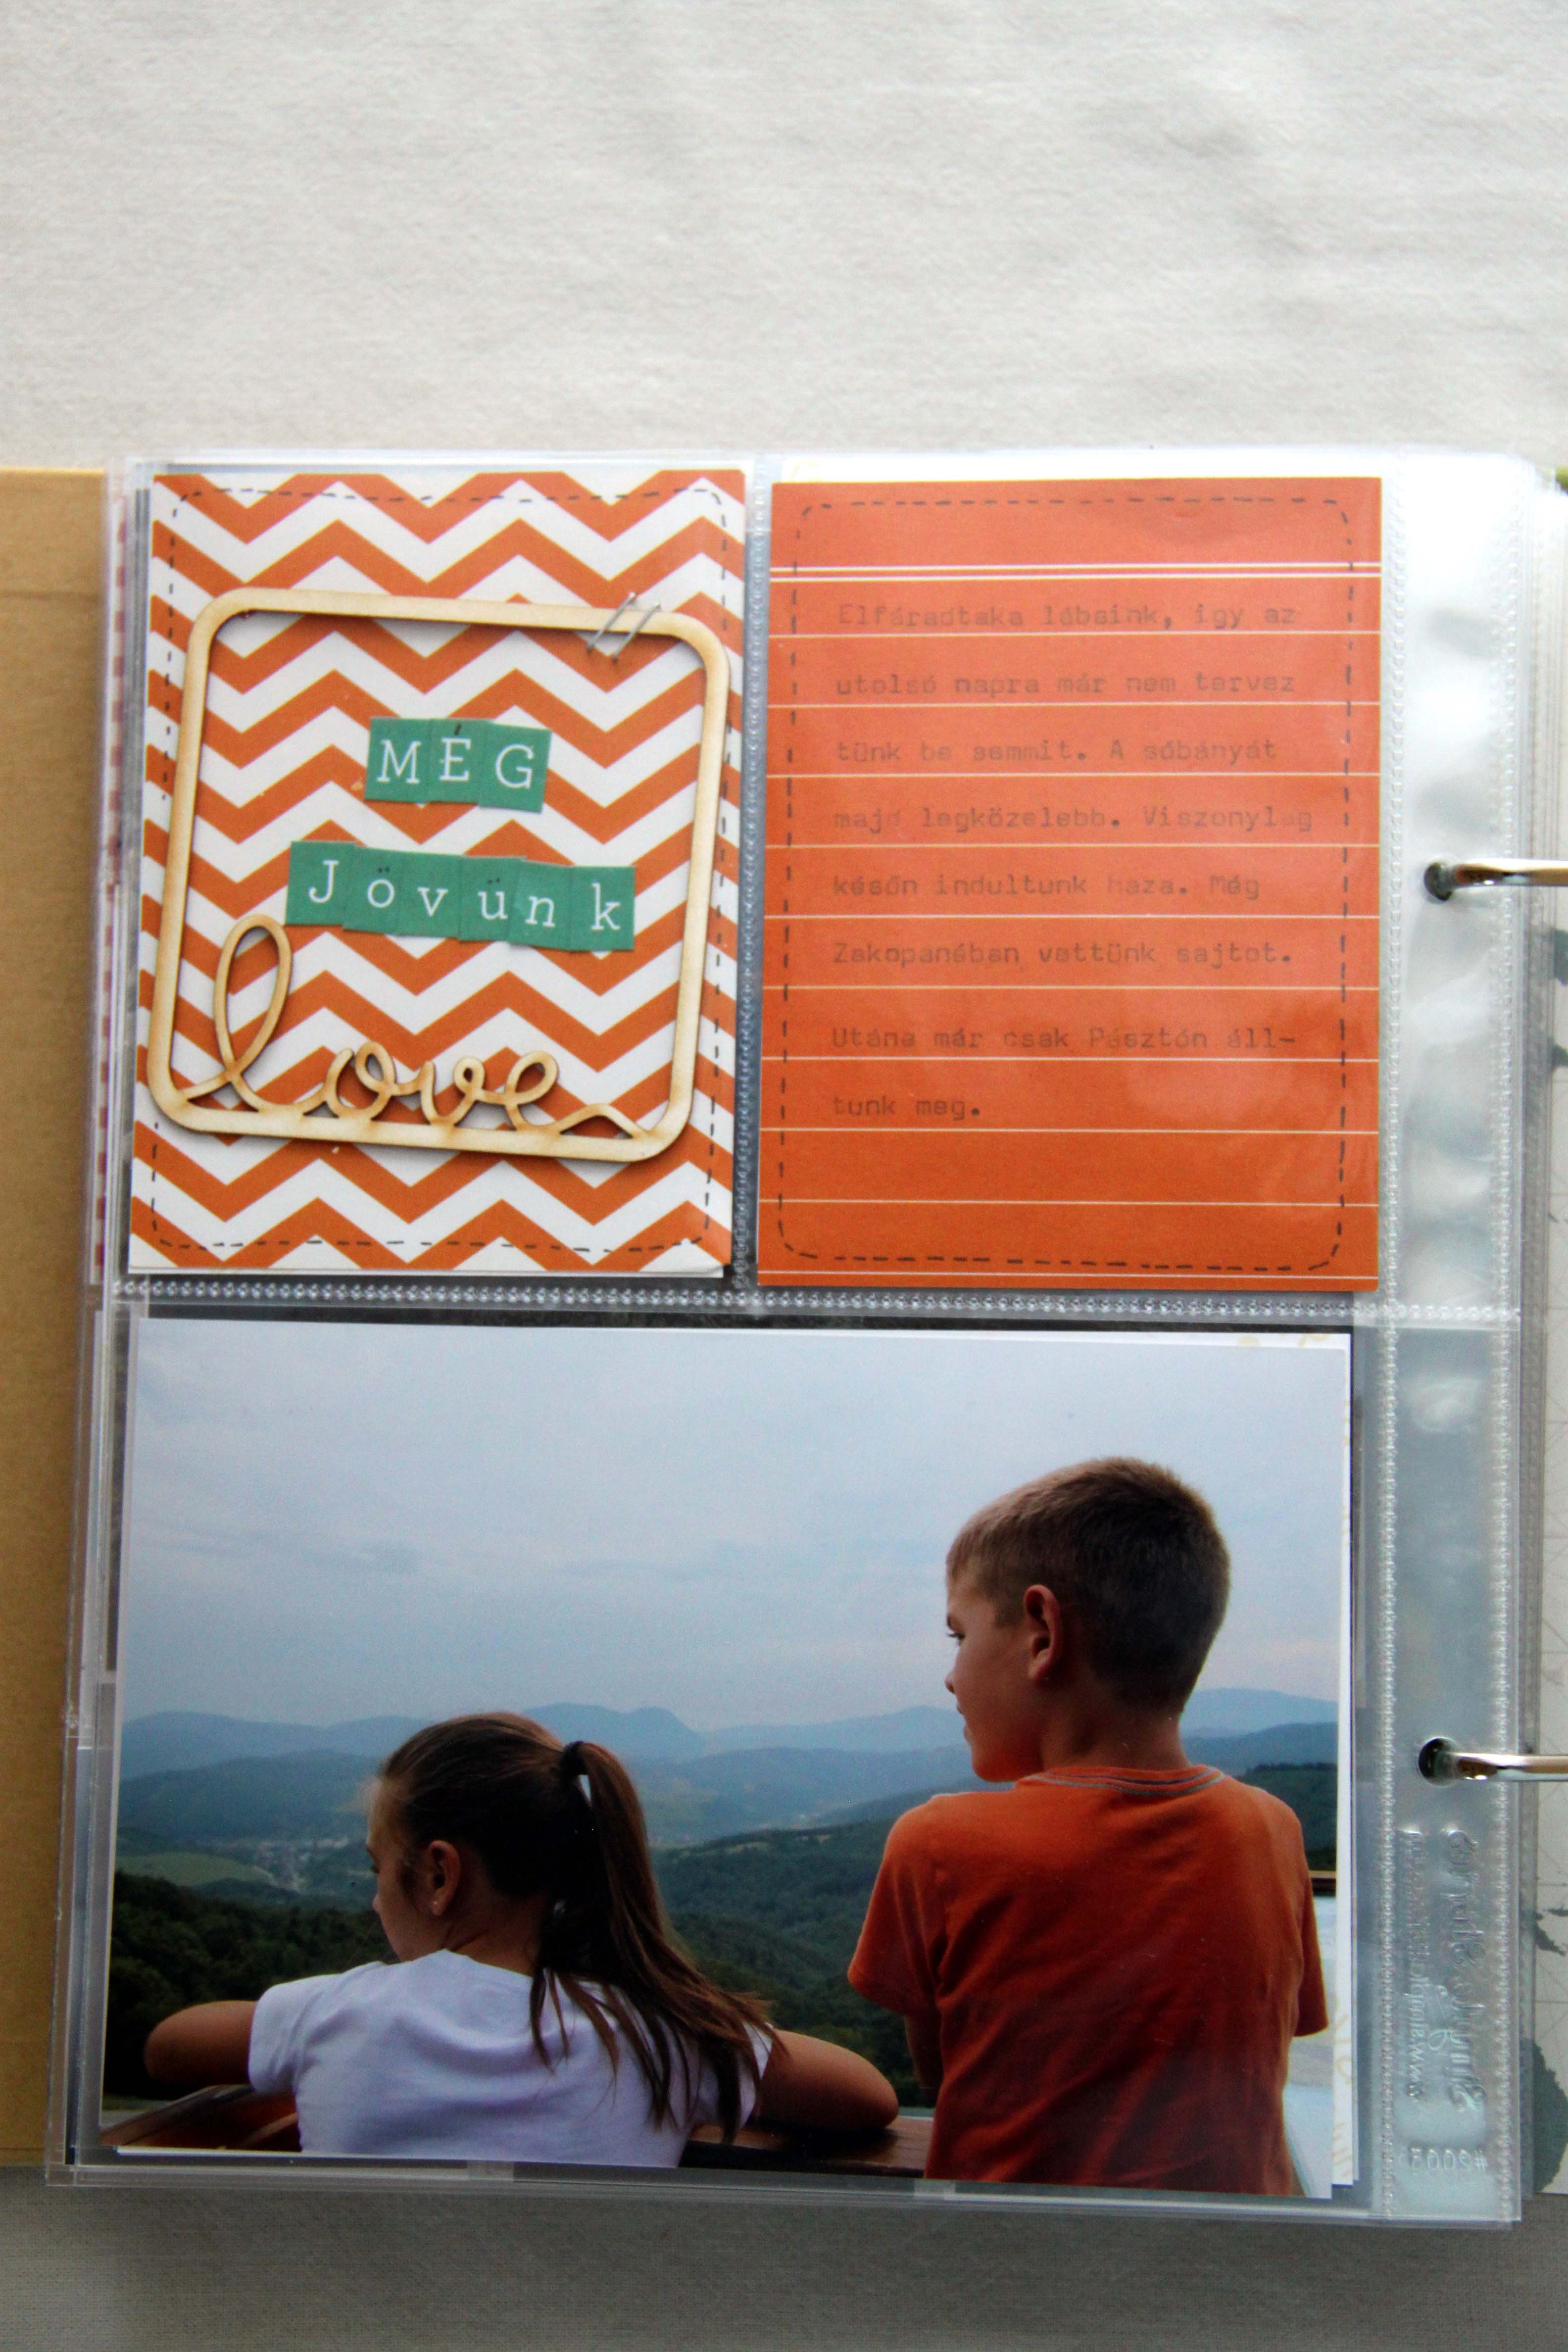 MÉG
Jövünk
love
Elfáradtaka lábaink, igy az
utolsó napra már nem tervez
tünk be semmit. A sóbányát
majd legközelebb. Viszonylag
későn indultunk haza. Még
Zakopanéban vettünk sajtot.
Utána már csak Pásztón áll-
tunk meg.